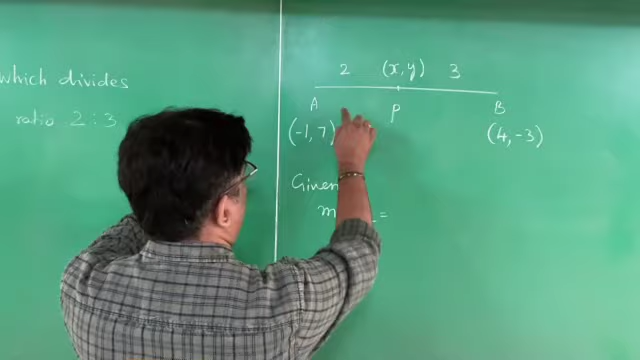 which divides
ratio 2 : 3
2 (x, y) 3
A P B
(-1, 7) (4, -3)
Given
m =